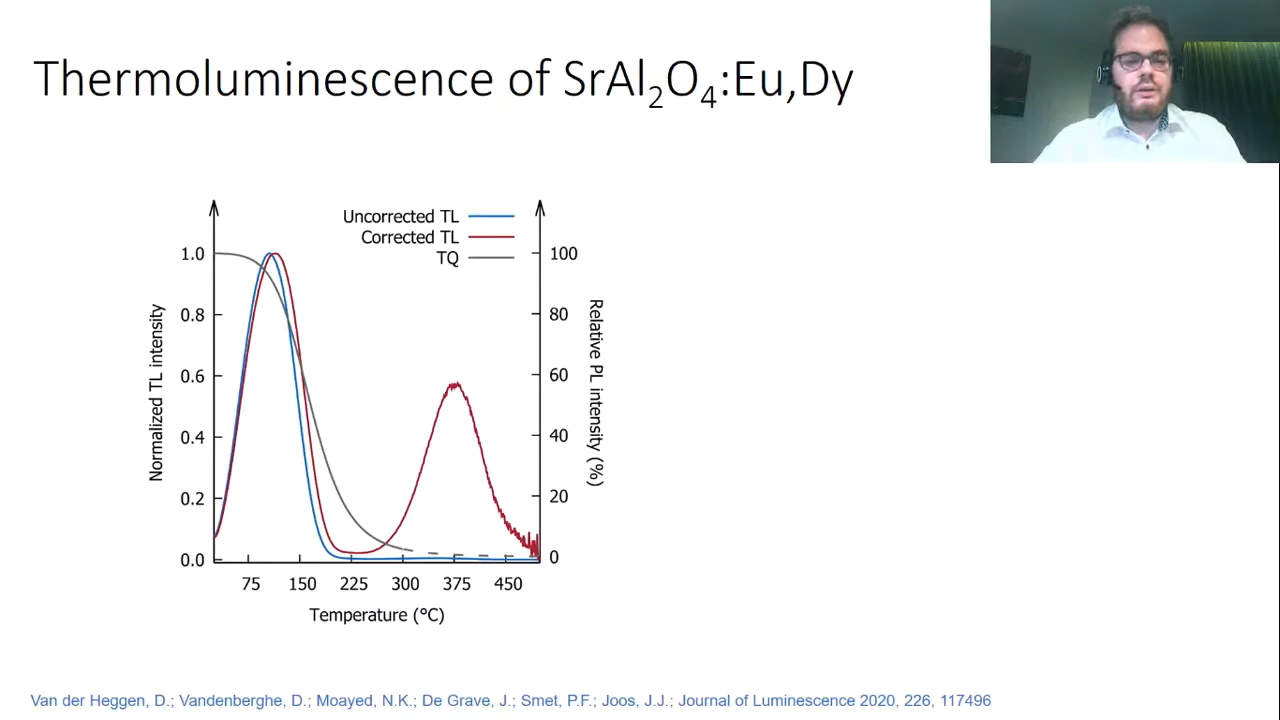 Thermoluminescence of SrAl₂O₄:Eu,Dy
Uncorrected TL
Corrected TL
TQ
1.0
0.8
0.6
0.4
0.2
0.0
Normalized TL intensity
100
80
60
40
20
0
Relative PL intensity (%)
75 150 225 300 375 450
Temperature (°C)
Van der Heggen, D.; Vandenberghe, D.; Moayed, N.K.; De Grave, J.; Smet, P.F.; Joos, J.J.; Journal of Luminescence 2020, 226, 117496